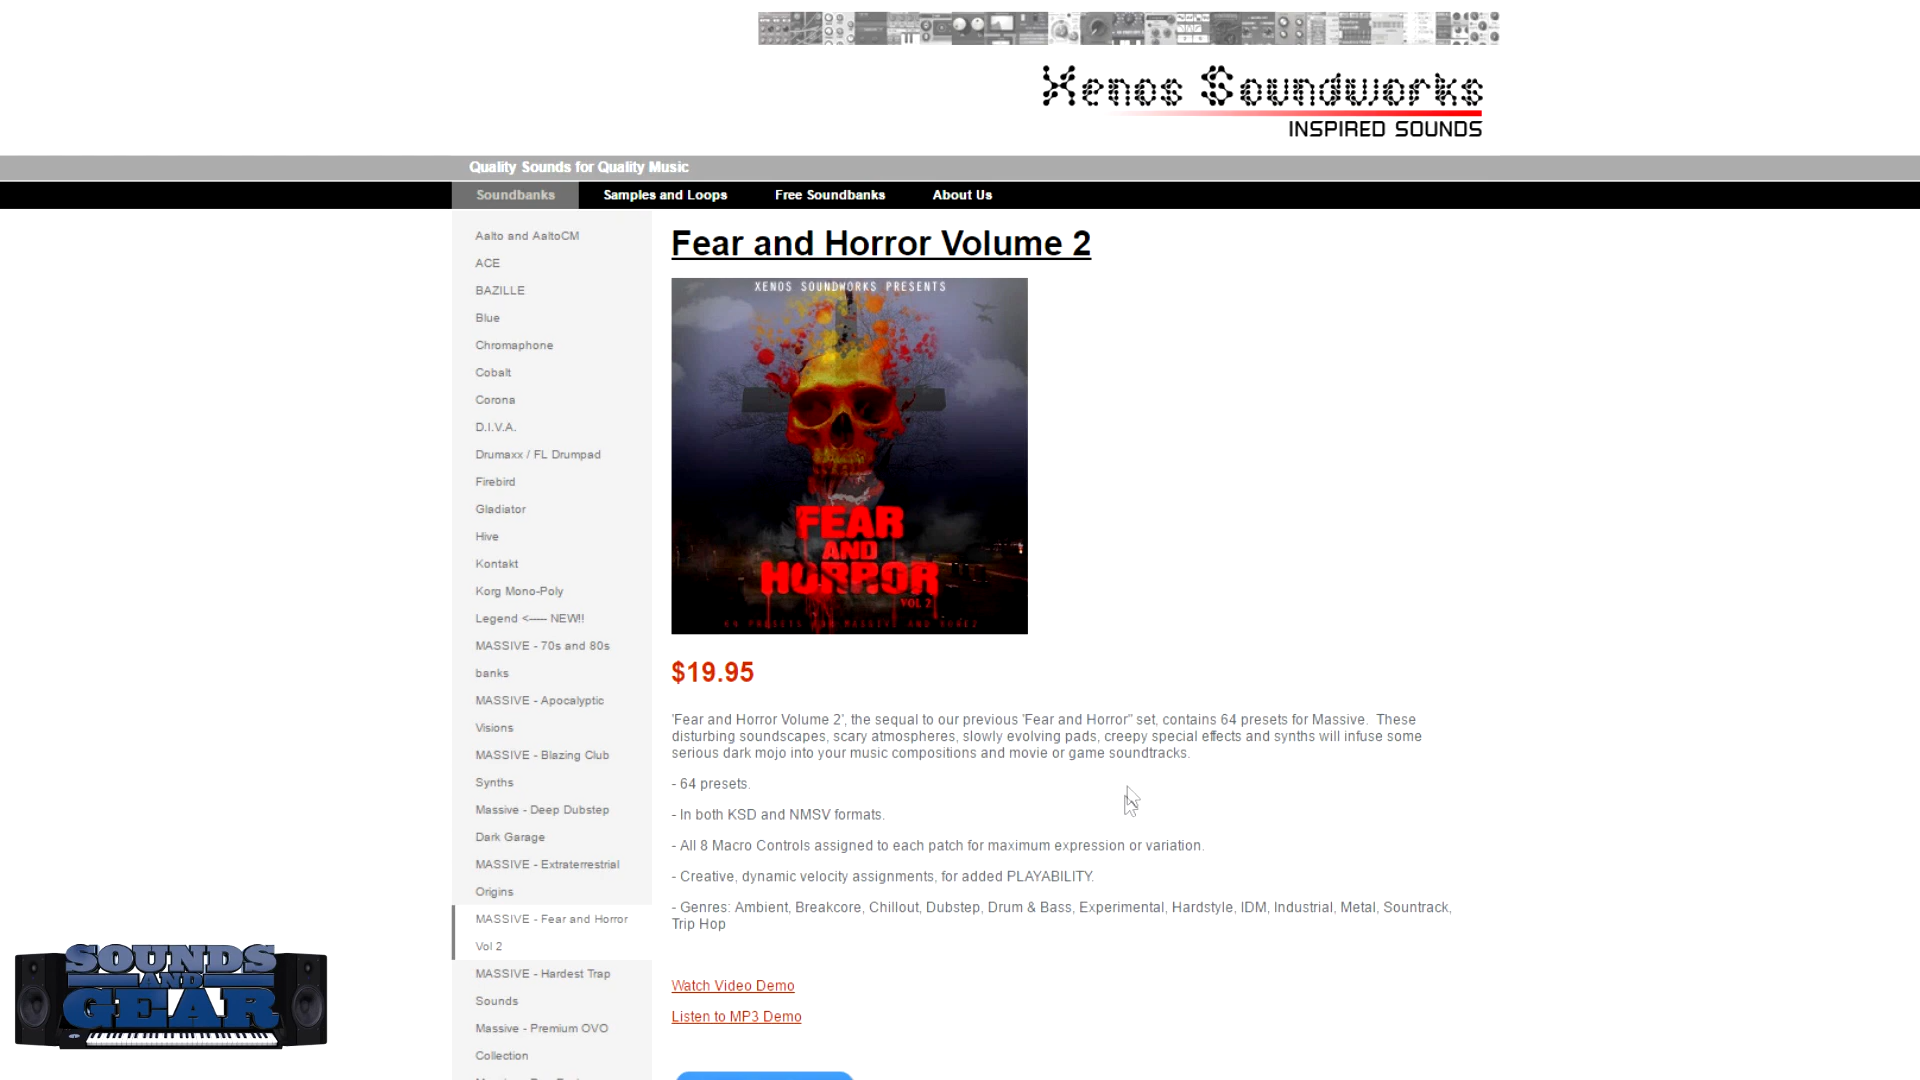 Xenos Soundworks
INSPIRED SOUNDS
Quality Sounds for Quality Music
Soundbanks
Samples and Loops
Free Soundbanks
About Us
Aalto and AaltoCM
ACE
BAZILLE
Blue
Chromaphone
Cobalt
Corona
D.I.V.A.
Drumaxx / FL Drumpad
Firebird
Gladiator
Hive
Kontakt
Korg Mono-Poly
Legend <----- NEW!!
MASSIVE - 70s and 80s
banks
MASSIVE - Apocalyptic
Visions
MASSIVE - Blazing Club
Synths
Massive - Deep Dubstep
Dark Garage
MASSIVE - Extraterrestrial
Origins
MASSIVE - Fear and Horror
Vol 2
MASSIVE - Hardest Trap
Sounds
Massive - Premium OVO
Collection
Fear and Horror Volume 2
XENOS SOUNDWORKS PRESENTS
FEAR
AND
HORROR
VOL 2
64 PRESETS FOR MASSIVE AND KORE2
$19.95
'Fear and Horror Volume 2', the sequal to our previous 'Fear and Horror" set, contains 64 presets for Massive. These
disturbing soundscapes, scary atmospheres, slowly evolving pads, creepy special effects and synths will infuse some
serious dark mojo into your music compositions and movie or game soundtracks.
- 64 presets.
- In both KSD and NMSV formats.
- All 8 Macro Controls assigned to each patch for maximum expression or variation.
- Creative, dynamic velocity assignments, for added PLAYABILITY.
- Genres: Ambient, Breakcore, Chillout, Dubstep, Drum & Bass, Experimental, Hardstyle, IDM, Industrial, Metal, Sountrack,
Trip Hop
Watch Video Demo
Listen to MP3 Demo
SOUNDS
AND
GEAR